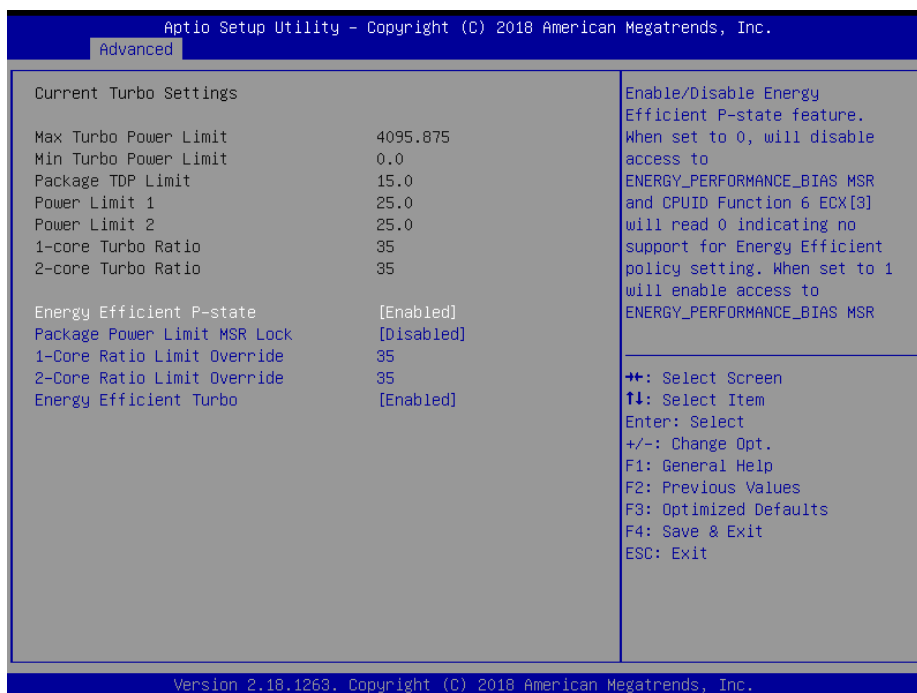 Aptio Setup Utility – Copyright (C) 2018 American Megatrends, Inc.
Advanced
Current Turbo Settings
Max Turbo Power Limit 4095.875
Min Turbo Power Limit 0.0
Package TDP Limit 15.0
Power Limit 1 25.0
Power Limit 2 25.0
1-core Turbo Ratio 35
2-core Turbo Ratio 35
Energy Efficient P-state [Enabled]
Package Power Limit MSR Lock [Disabled]
1-Core Ratio Limit Override 35
2-Core Ratio Limit Override 35
Energy Efficient Turbo [Enabled]
Enable/Disable Energy
Efficient P-state feature.
When set to 0, will disable
access to
ENERGY_PERFORMANCE_BIAS MSR
and CPUID Function 6 ECX[3]
will read 0 indicating no
support for Energy Efficient
policy setting. When set to 1
will enable access to
ENERGY_PERFORMANCE_BIAS MSR
→←: Select Screen
↑↓: Select Item
Enter: Select
+/-: Change Opt.
F1: General Help
F2: Previous Values
F3: Optimized Defaults
F4: Save & Exit
ESC: Exit
Version 2.18.1263. Copyright (C) 2018 American Megatrends, Inc.